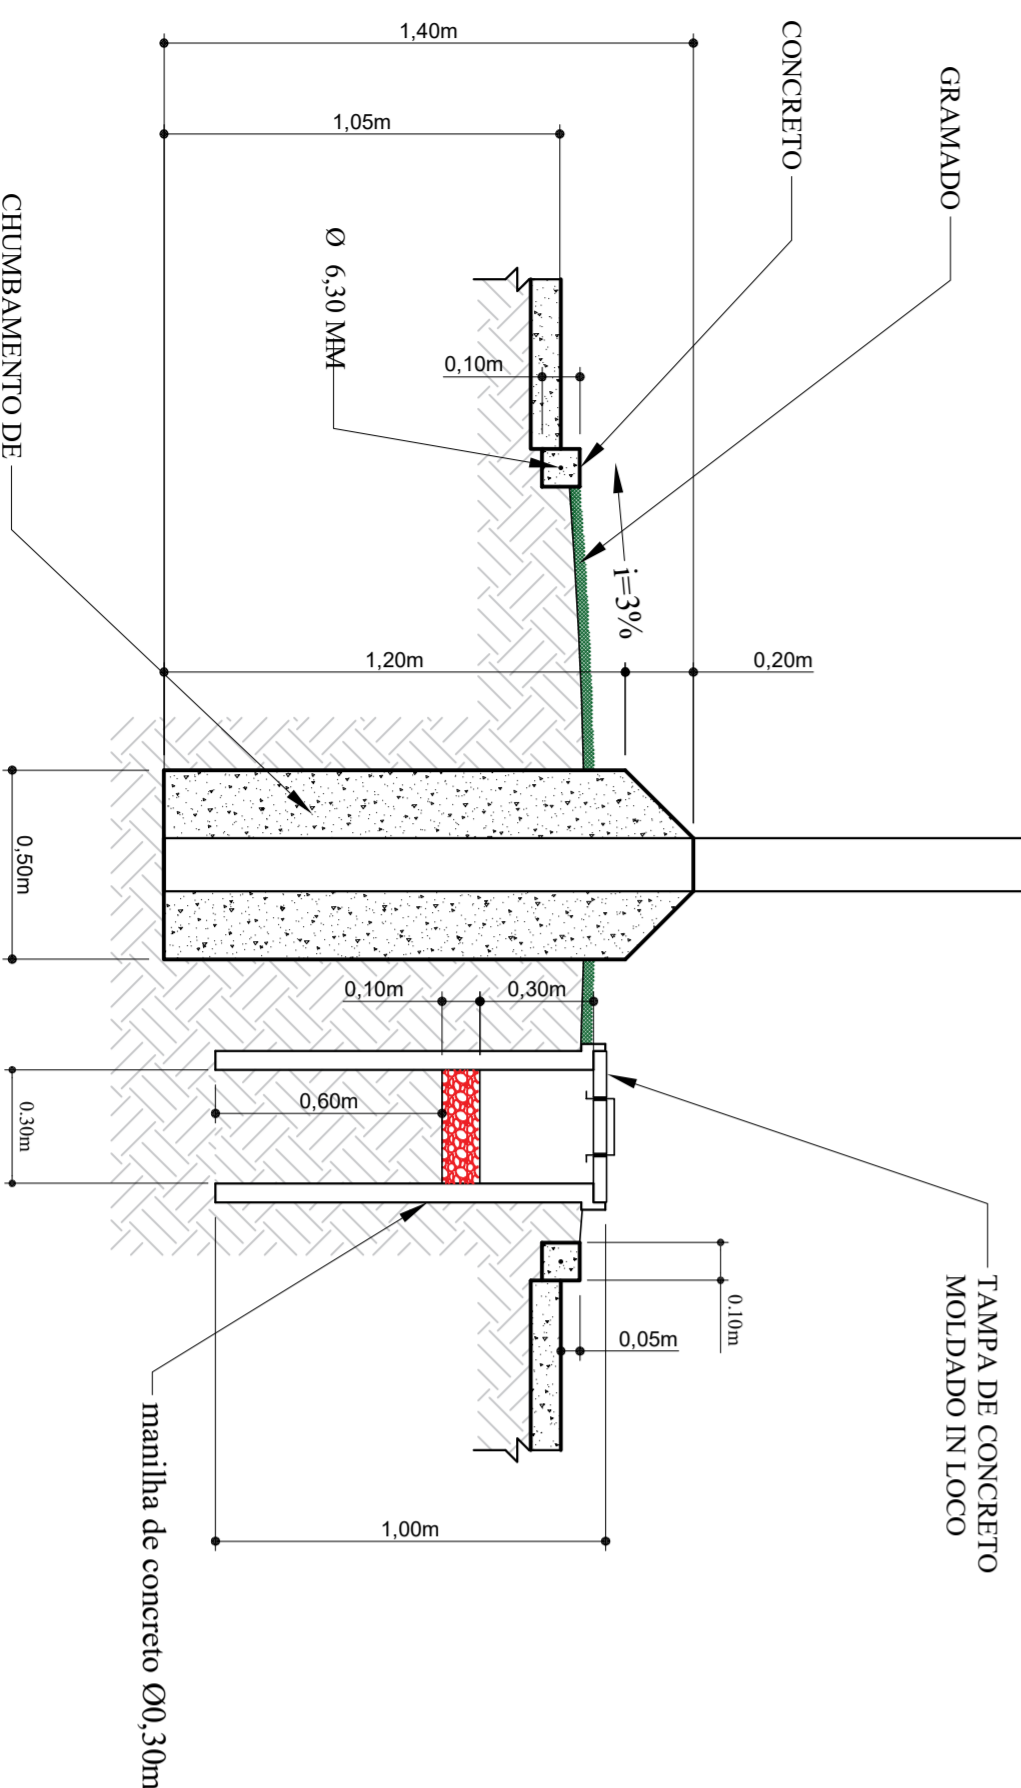 1,40m
1,05m
CONCRETO
GRAMADO
Ø 6,30 MM
CHUMBAMENTO DE
0,10m
i=3%
1,20m
0,20m
0,50m
0,10m
0,30m
0.30m
0,60m
0.10m
0,05m
TAMPA DE CONCRETO
MOLDADO IN LOCO
1,00m
manilha de concreto Ø0,30m